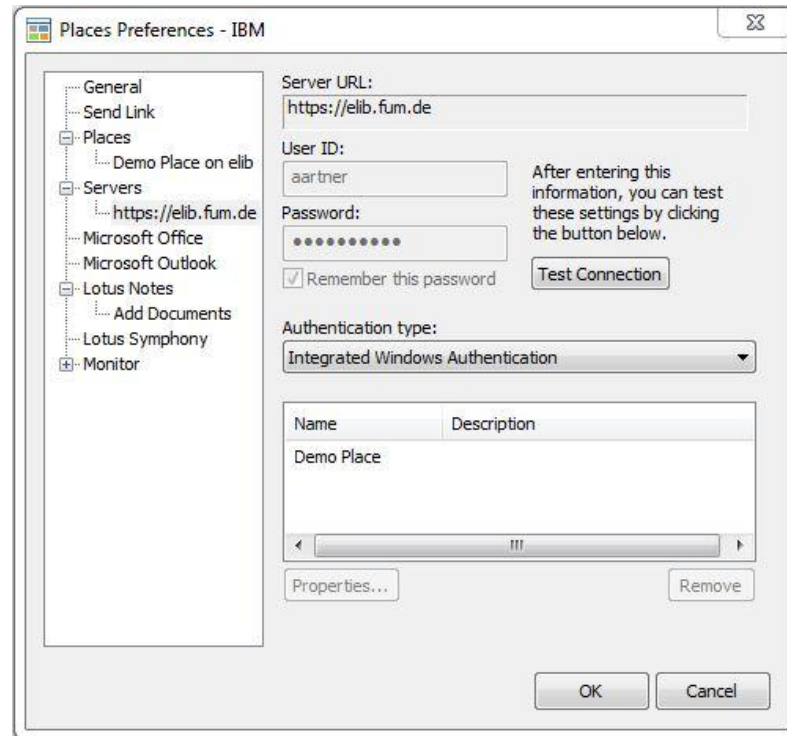 Places Preferences - IBM
General
Send Link
Places
Demo Place on elib
Servers
https://elib.fum.de
Microsoft Office
Microsoft Outlook
Lotus Notes
Add Documents
Lotus Symphony
Monitor
Server URL:
https://elib.fum.de
User ID:
aartner
Password:
••••••••••
Remember this password
After entering this
information, you can test
these settings by clicking
the button below.
Test Connection
Authentication type:
Integrated Windows Authentication
Name Description
Demo Place
Properties... Remove
OK Cancel